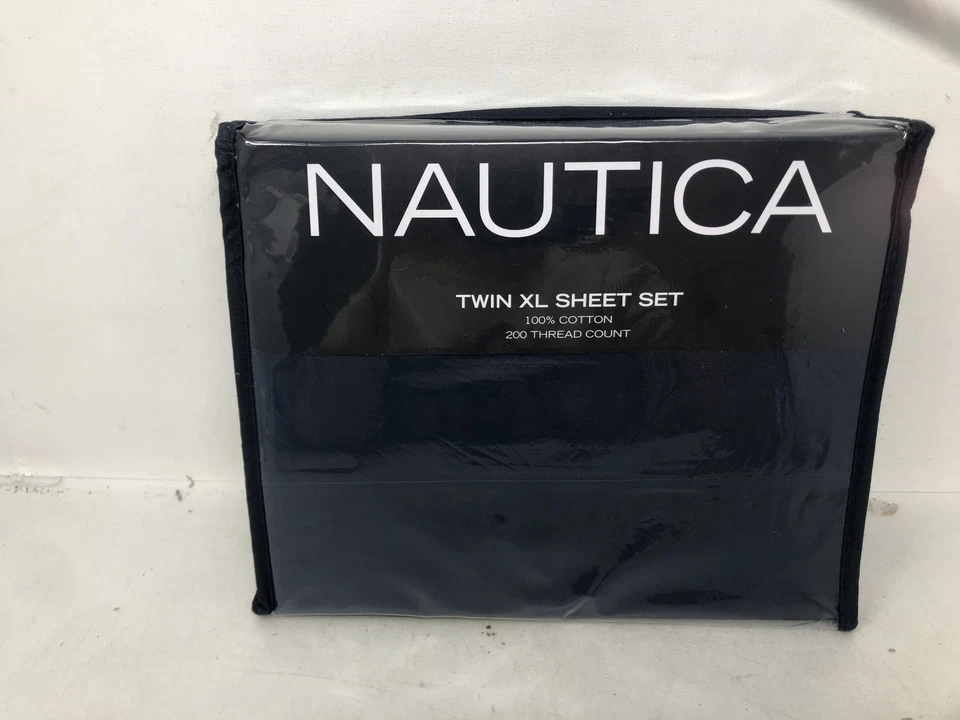 NAUTICA
TWIN XL SHEET SET
100% COTTON
200 THREAD COUNT